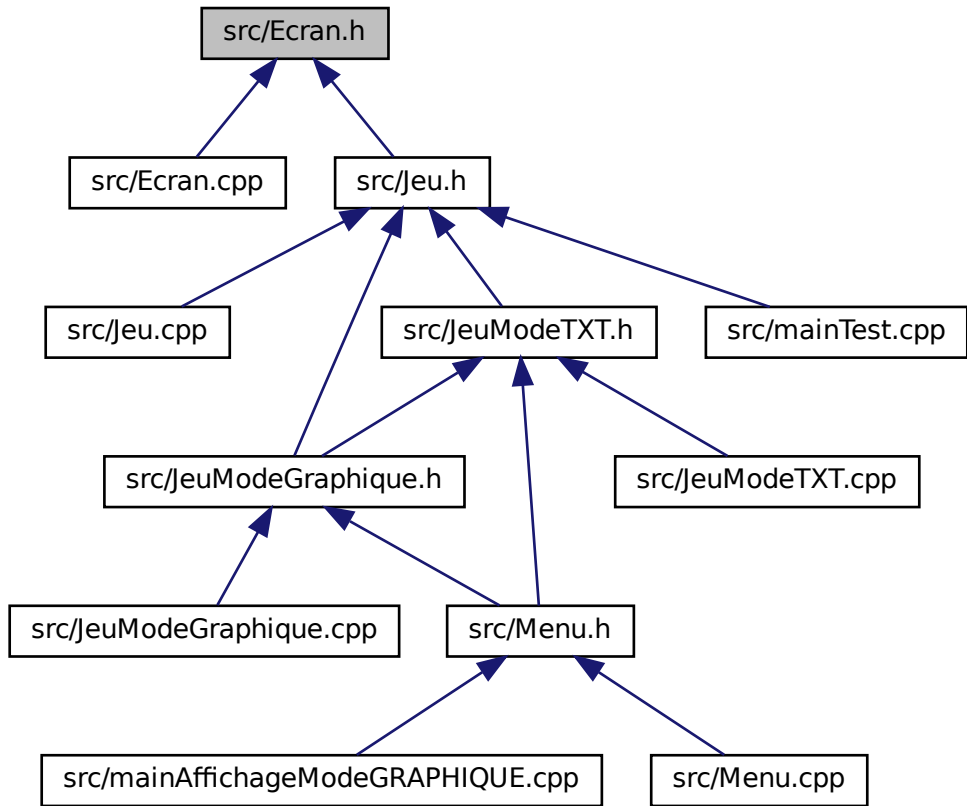 src/Ecran.h
src/Ecran.cpp
src/Jeu.h
src/Jeu.cpp
src/JeuModeTXT.h
src/mainTest.cpp
src/JeuModeGraphique.h
src/JeuModeTXT.cpp
src/JeuModeGraphique.cpp
src/Menu.h
src/mainAffichageModeGRAPHIQUE.cpp
src/Menu.cpp